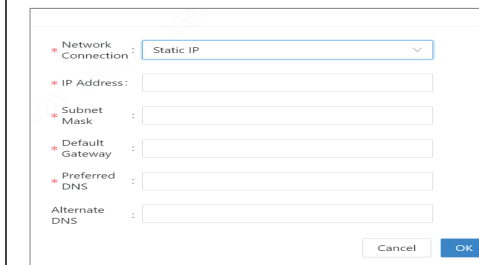 * Network Connection : Static IP
* IP Address :
* Subnet Mask :
* Default Gateway :
* Preferred DNS :
Alternate DNS :
Cancel OK